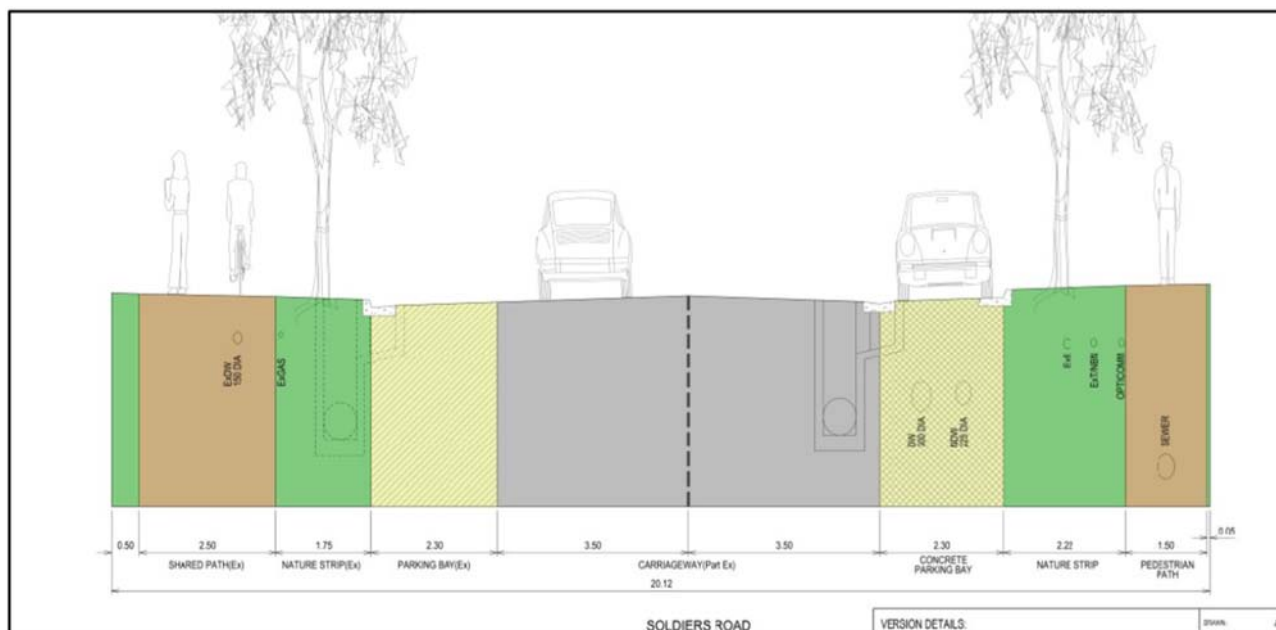 ExDW
150 DIA
ExGAS
DW
300 DIA
NDW
225 DIA
ExE
ExT/NBN
OPTICOMM
SEWER
0.50
2.50
1.75
2.30
3.50
3.50
2.30
2.22
1.50
0.05
SHARED PATH(Ex)
NATURE STRIP(Ex)
PARKING BAY(Ex)
CARRIAGEWAY(Part Ex)
CONCRETE
PARKING BAY
NATURE STRIP
PEDESTRIAN
PATH
20.12
SOLDIERS ROAD
VERSION DETAILS:
DRAWN: